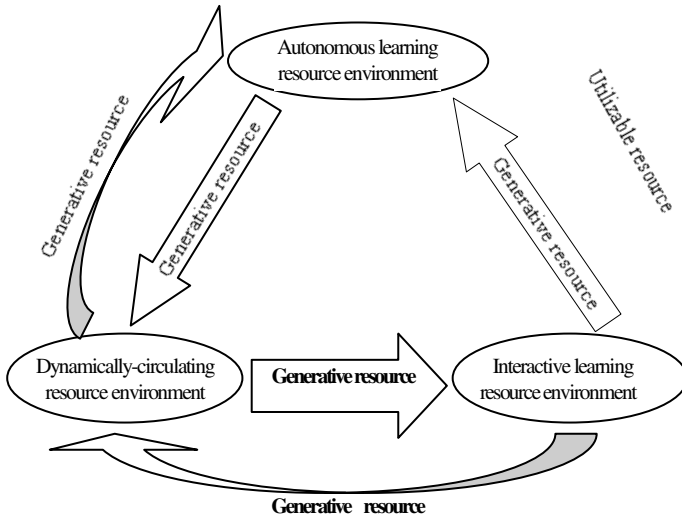 Autonomous learning
resource environment
Utilizable resource
Generative resource
Generative resource
Generative resource
Dynamically-circulating
resource environment
Generative resource
Interactive learning
resource environment
Generative resource